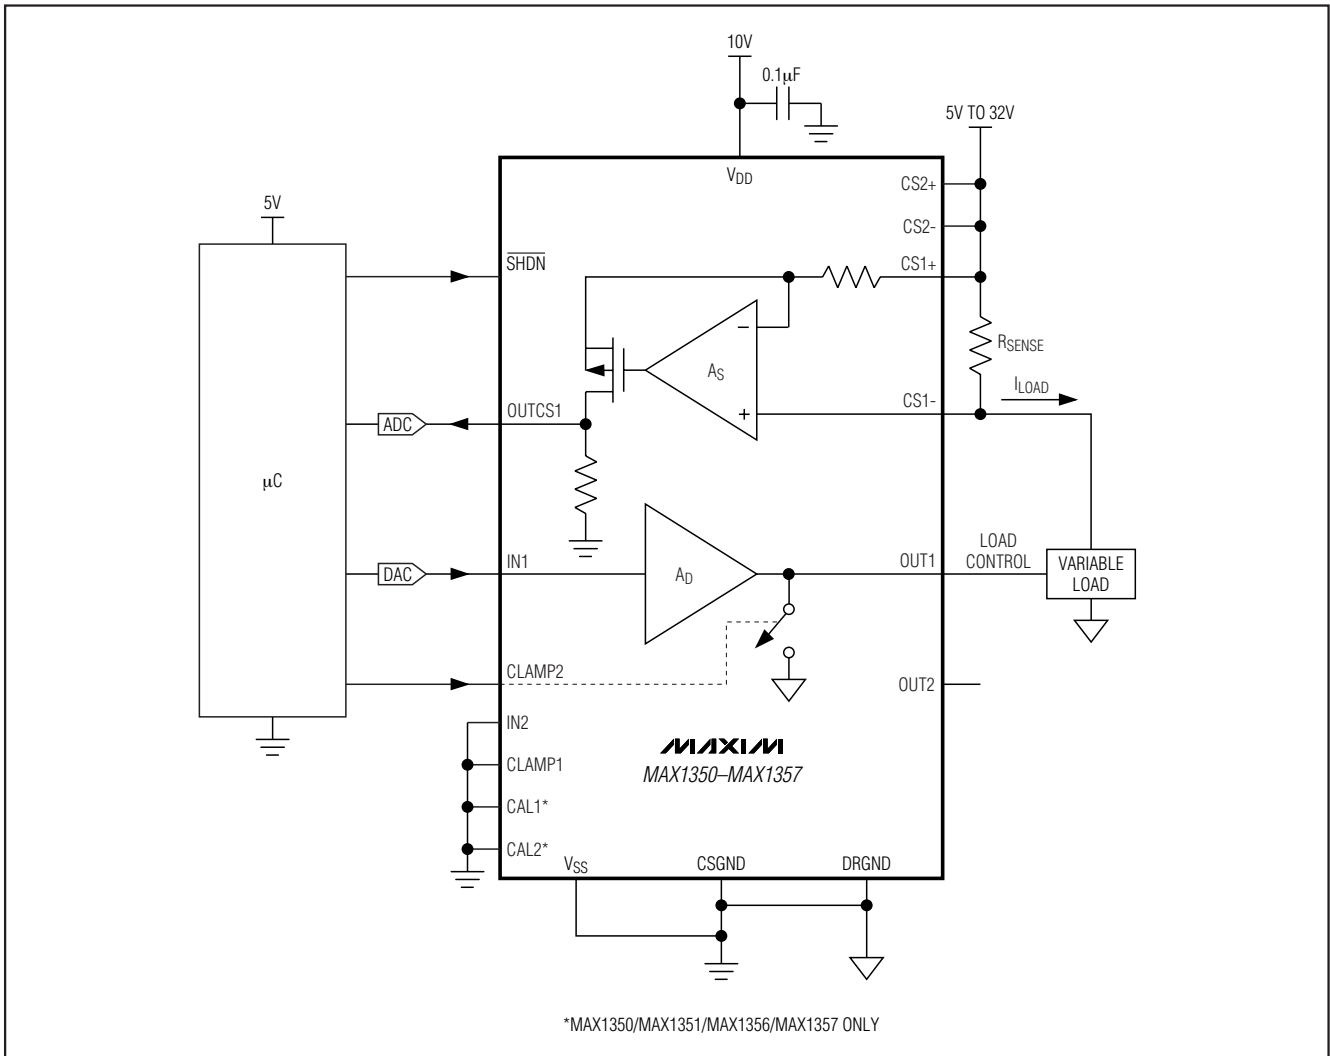 10V
0.1μF
5V TO 32V
VDD
CS2+
5V
CS2-
SHDN
CS1+
−
RSENSE
AS
ILOAD
CS1-
+
OUTCS1
ADC
μC
LOAD
CONTROL
IN1
OUT1
DAC
AD
VARIABLE
LOAD
CLAMP2
OUT2
IN2
MAXIM
CLAMP1
MAX1350–MAX1357
CAL1*
CAL2*
VSS
CSGND
DRGND
*MAX1350/MAX1351/MAX1356/MAX1357 ONLY